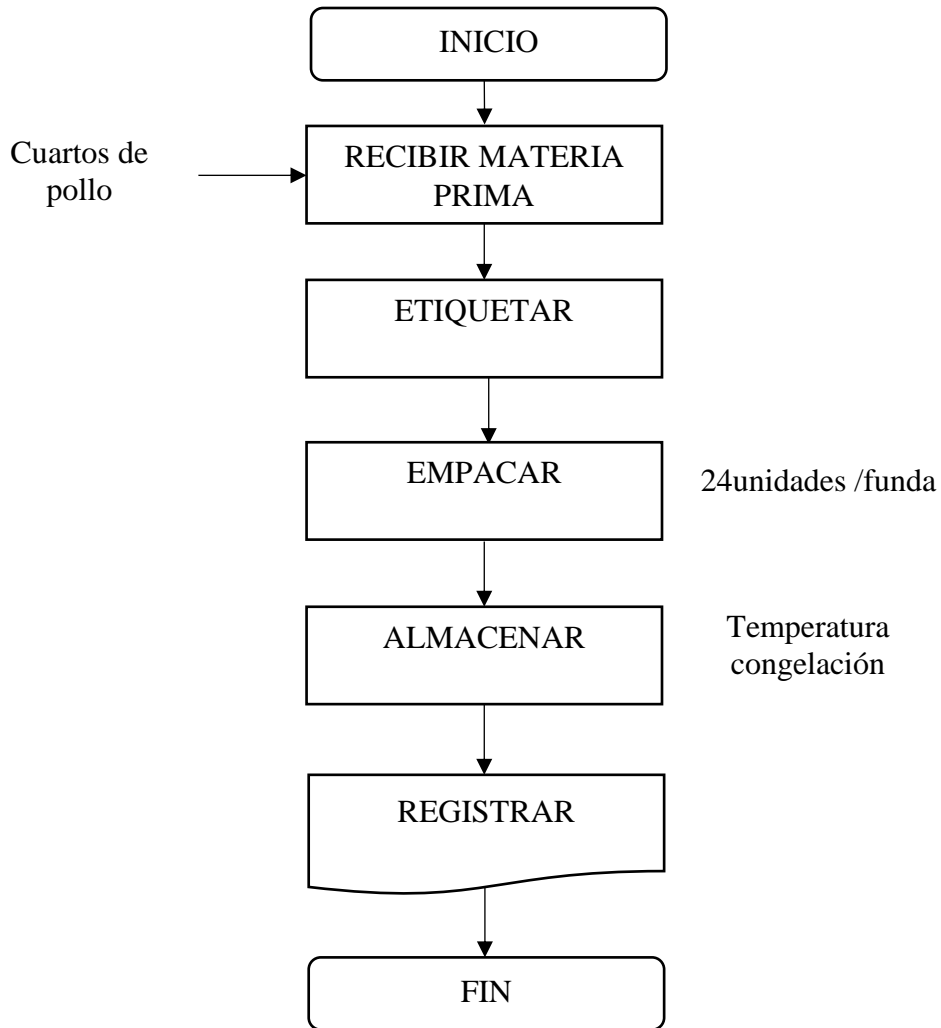 INICIO
Cuartos de
pollo
RECIBIR MATERIA
PRIMA
ETIQUETAR
EMPACAR
24unidades /funda
ALMACENAR
Temperatura
congelación
REGISTRAR
FIN